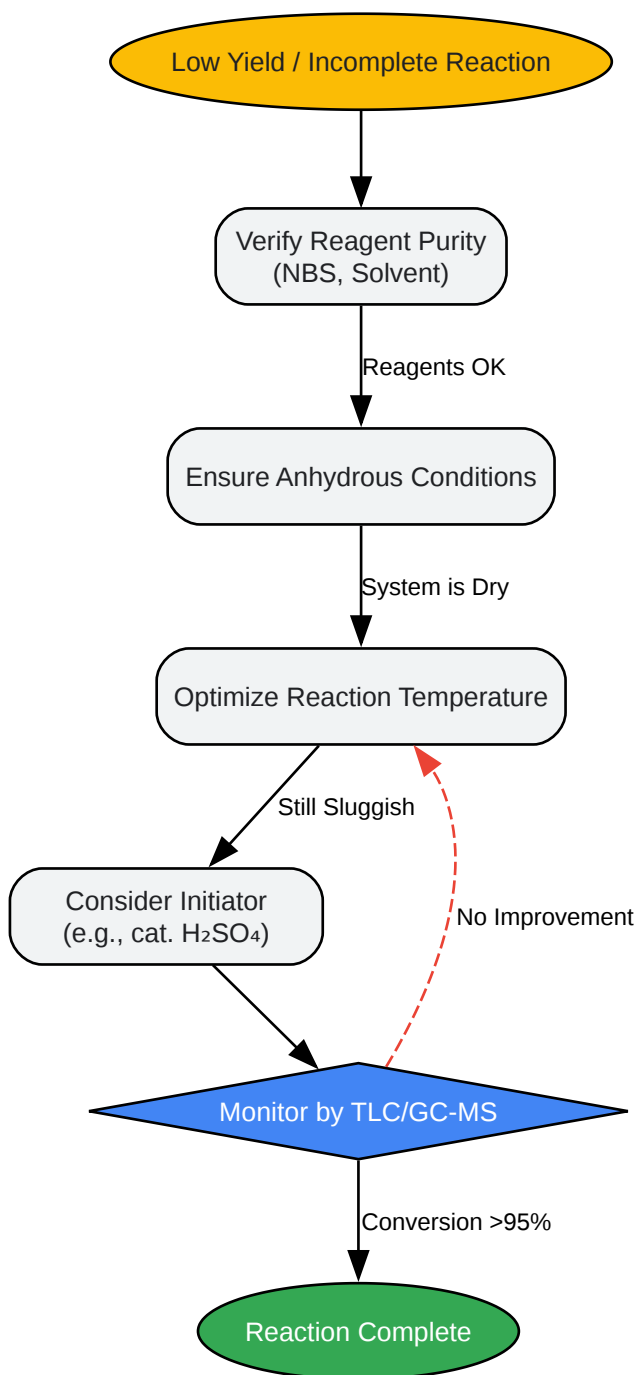 Low Yield / Incomplete Reaction
Verify Reagent Purity
(NBS, Solvent)
Reagents OK
Ensure Anhydrous Conditions
System is Dry
Optimize Reaction Temperature
Still Sluggish
Consider Initiator
(e.g., cat. H₂SO₄)
No Improvement
Monitor by TLC/GC-MS
Conversion >95%
Reaction Complete